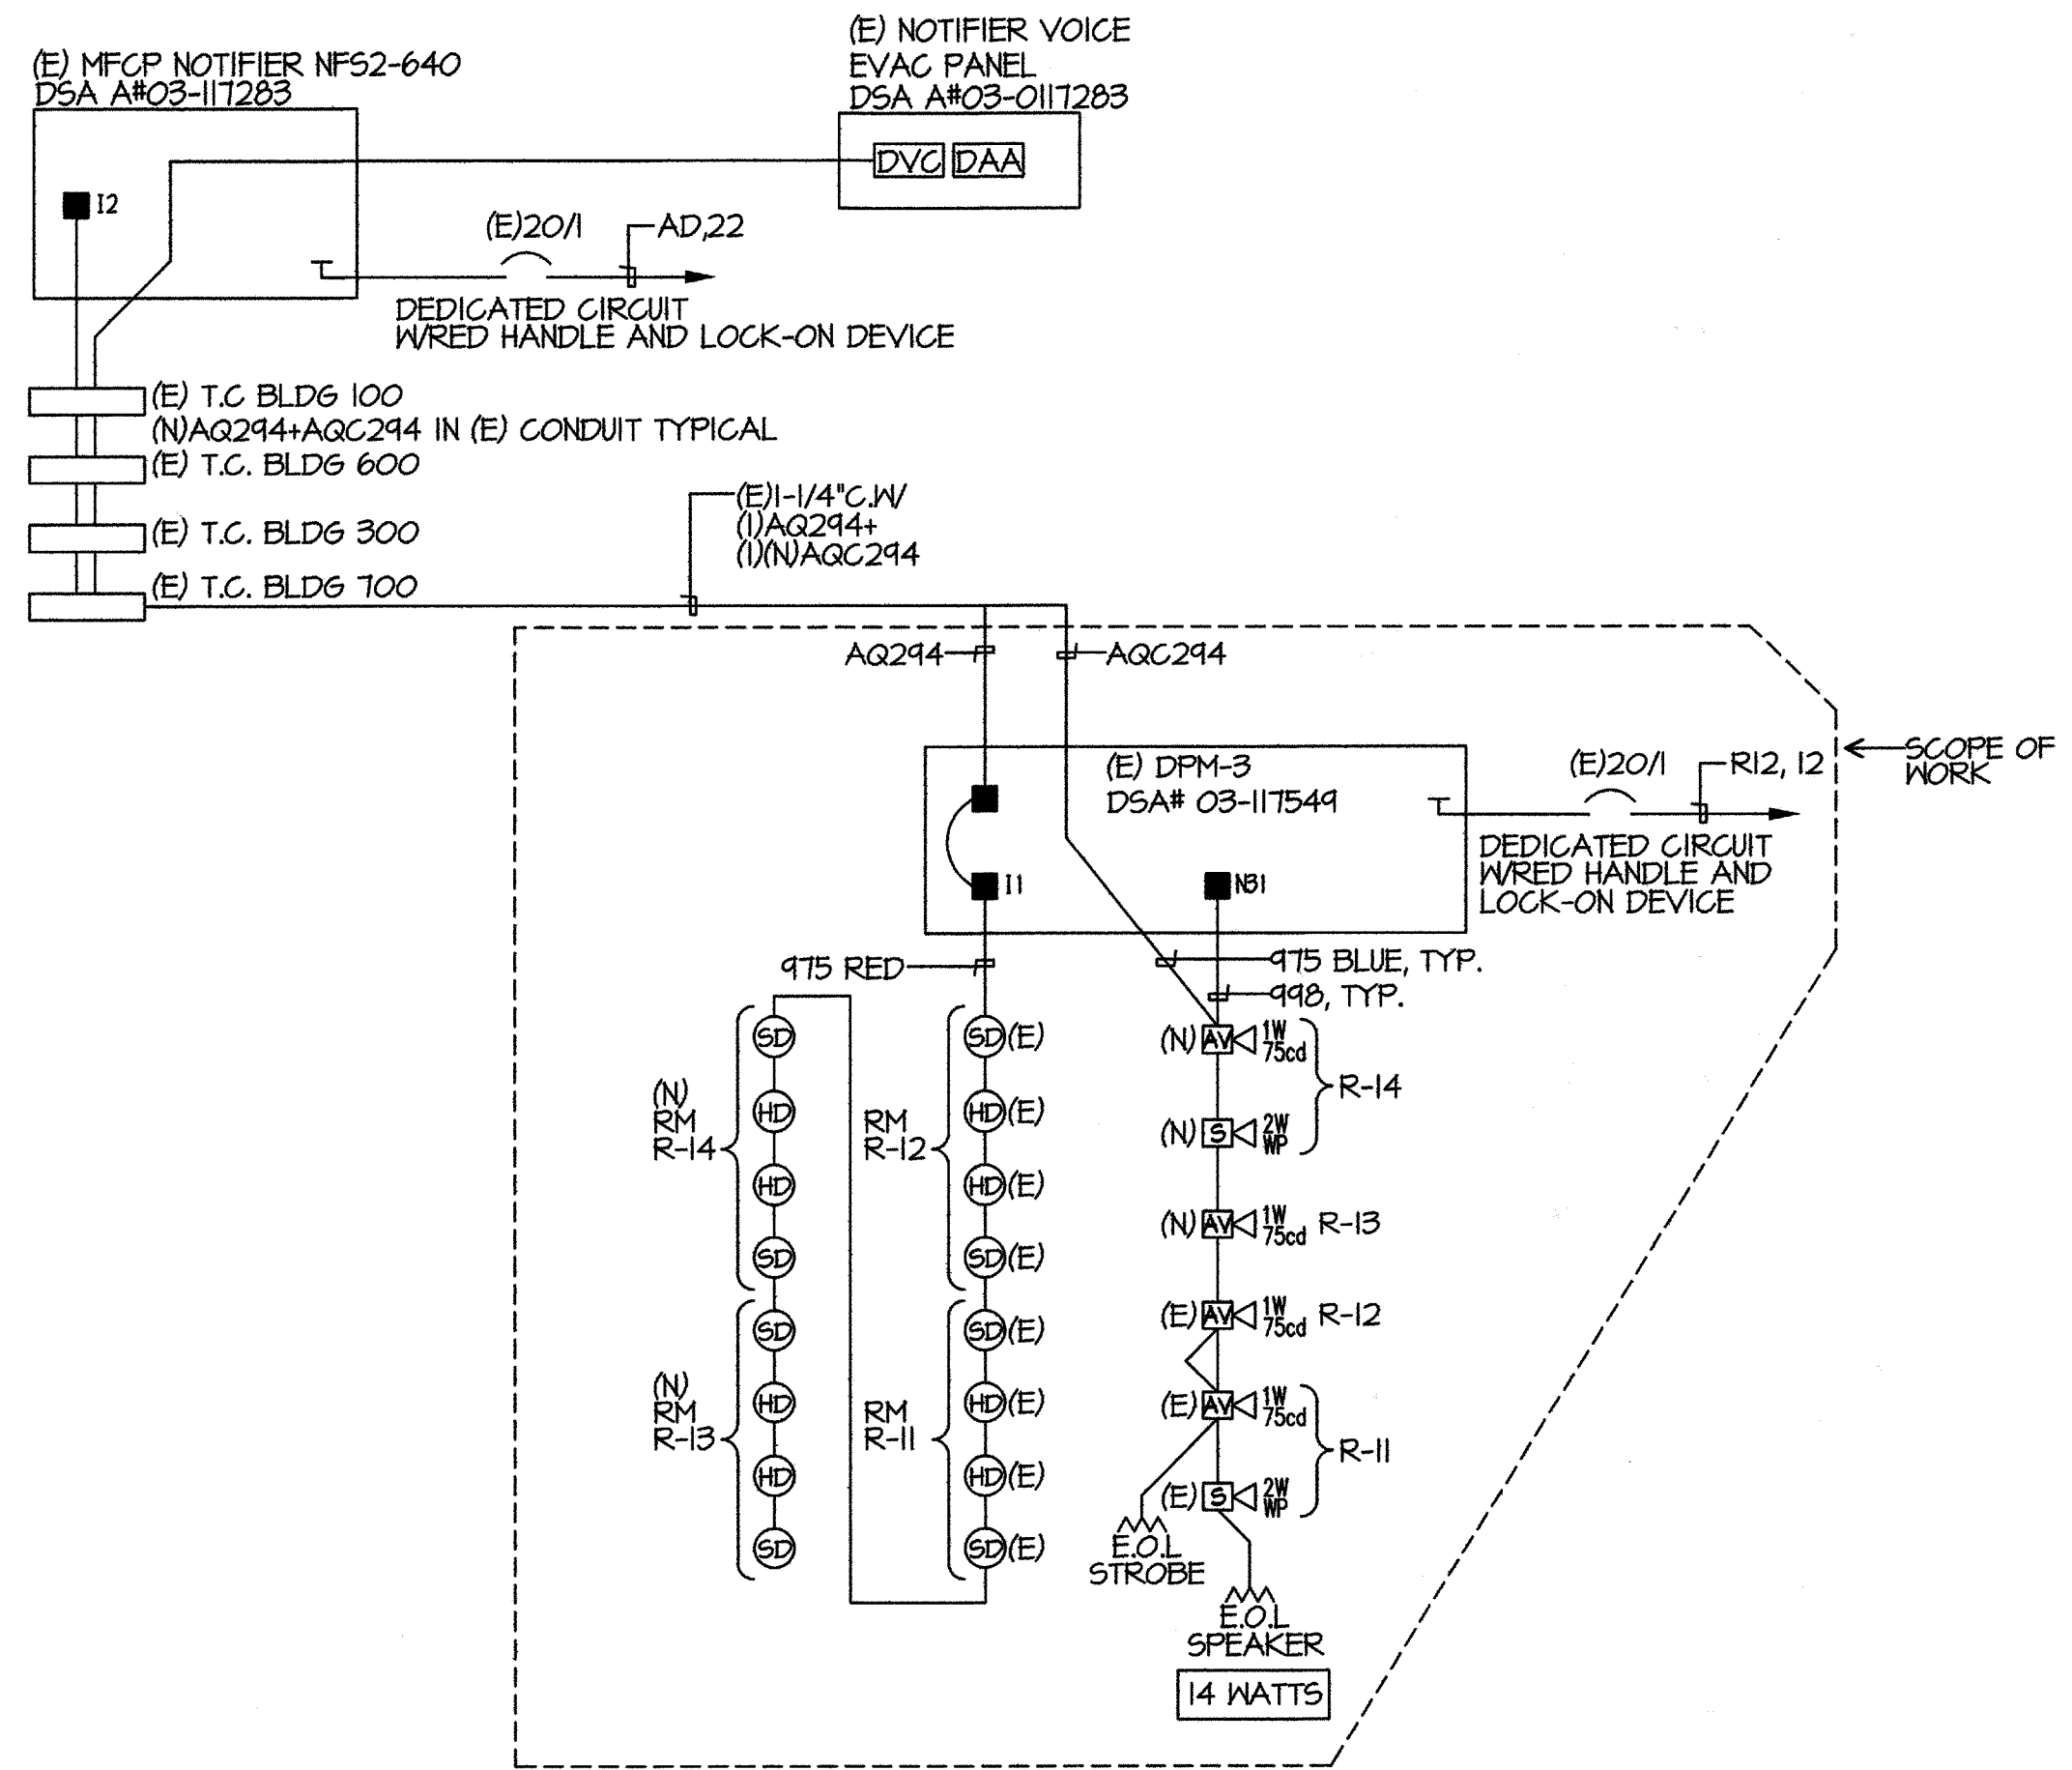 (E) MFCP NOTIFIER NFS2-640
DSA A#03-117283
(E) NOTIFIER VOICE
EVAC PANEL
DSA A#03-0117283
DVC
DAA
I2
(E)20/1
AD,22
DEDICATED CIRCUIT
W/RED HANDLE AND LOCK-ON DEVICE
(E) T.C BLDG 100
(N)AQ294+AQC294 IN (E) CONDUIT TYPICAL
(E) T.C. BLDG 600
(E) T.C. BLDG 300
(E) T.C. BLDG 700
(E)1-1/4"C.W/
(1)AQ294+
(1)(N)AQC294
AQ294
AQC294
(E) DPM-3
DSA# 03-117549
I1
N31
(E)20/1
R12, 12
SCOPE OF
WORK
DEDICATED CIRCUIT
W/RED HANDLE AND
LOCK-ON DEVICE
975 RED
975 BLUE, TYP.
998, TYP.
(N)
RM
R-14
SD
HD
HD
SD
(N)
RM
R-13
SD
HD
HD
SD
RM
R-12
SD (E)
HD (E)
HD (E)
SD (E)
RM
R-11
SD (E)
HD (E)
HD (E)
SD (E)
(N) AV 1W
75cd
R-14
(N) S 2W
WP
(N) AV 1W
75cd
R-13
(E) AV 1W
75cd
R-12
(E) AV 1W
75cd
R-11
(E) S 2W
WP
E.O.L
STROBE
E.O.L
SPEAKER
14 WATTS